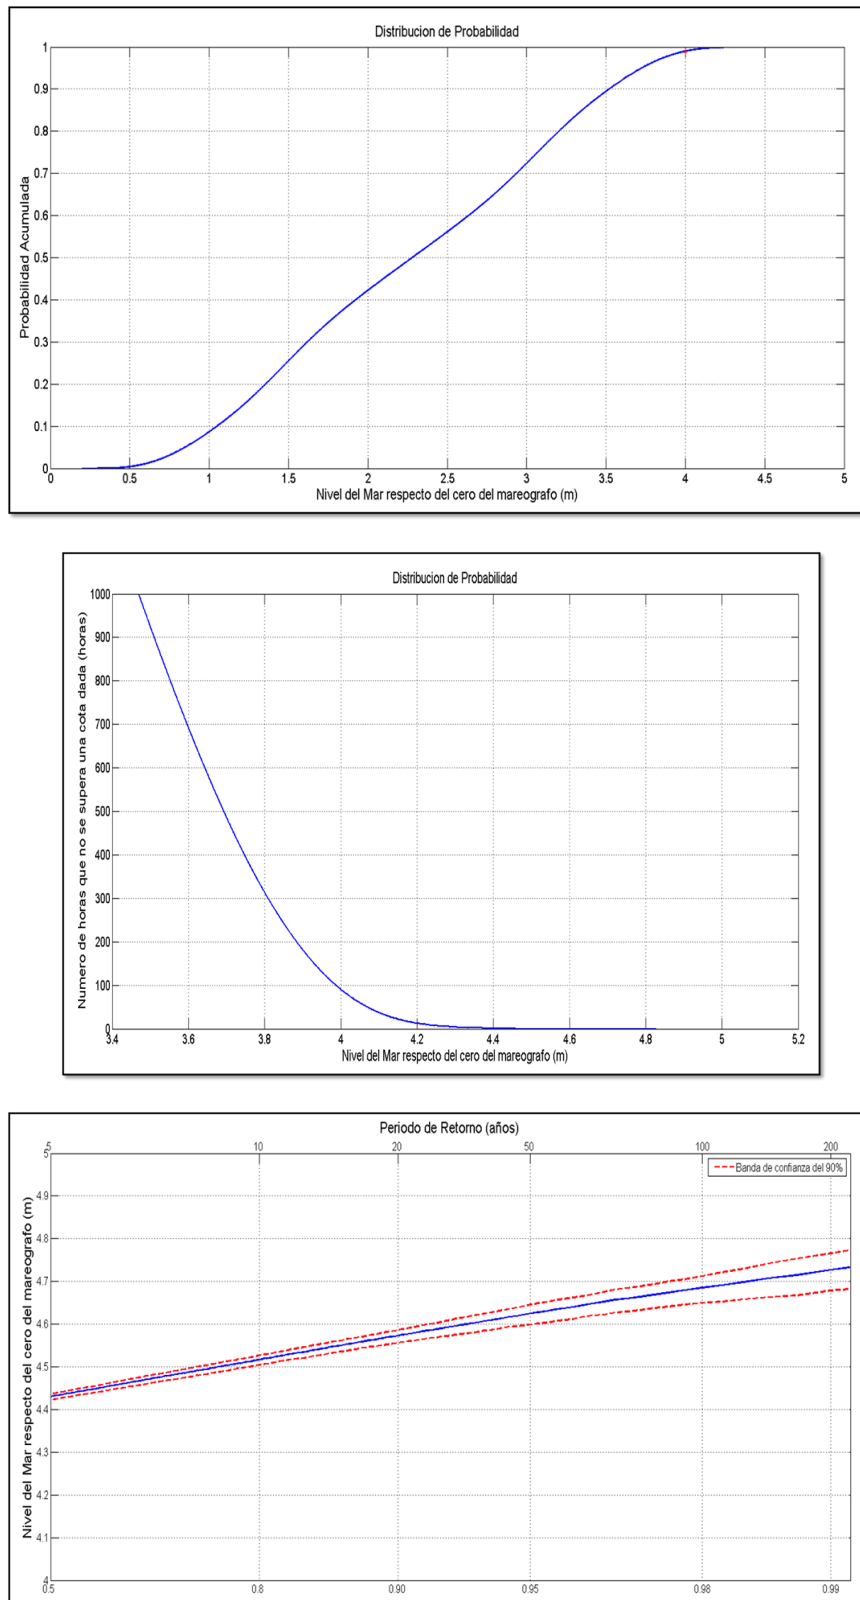 Distribucion de Probabilidad
Probabilidad Acumulada
1
0.9
0.8
0.7
0.6
0.5
0.4
0.3
0.2
0.1
0
0 0.5 1 1.5 2 2.5 3 3.5 4 4.5 5
Nivel del Mar respecto del cero del mareografo (m)
Distribucion de Probabilidad
Numero de horas que no se supera una cota dada (horas)
1000
900
800
700
600
500
400
300
200
100
0
3.4 3.6 3.8 4 4.2 4.4 4.6 4.8 5 5.2
Nivel del Mar respecto del cero del mareografo (m)
Periodo de Retorno (años)
5 10 20 50 100 200
Banda de confianza del 90%
Nivel del Mar respecto del cero del mareografo (m)
5
4.9
4.8
4.7
4.6
4.5
4.4
4.3
4.2
4.1
4
0.5 0.8 0.90 0.95 0.98 0.99